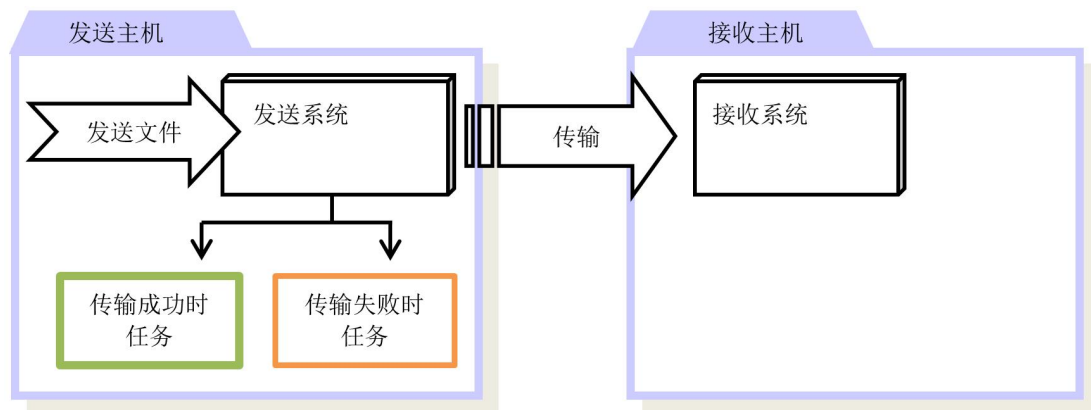 发送主机
接收主机
发送文件
发送系统
传输
接收系统
传输成功时
任务
传输失败时
任务